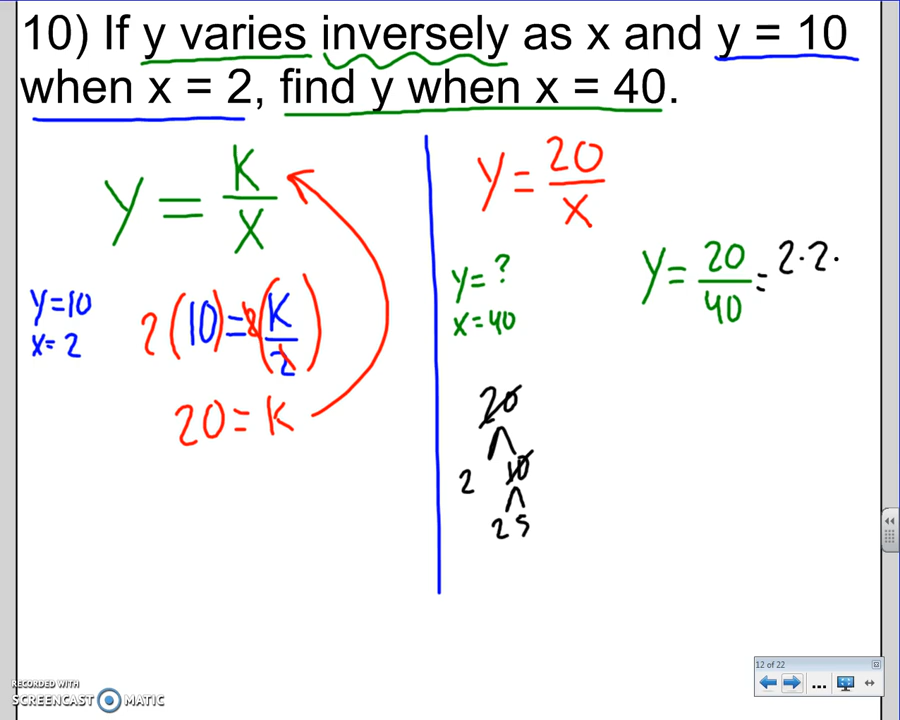 10) If y varies inversely as x and y = 10
when x = 2, find y when x = 40.
y = K/X
y=10
x=2
2(10)=2(K/2)
20=K
y=20/x
y=?
x=40
y=20/40=2·2·
20
2 10
2 5
12 of 22
RECORDED WITH
SCREENCAST MATIC